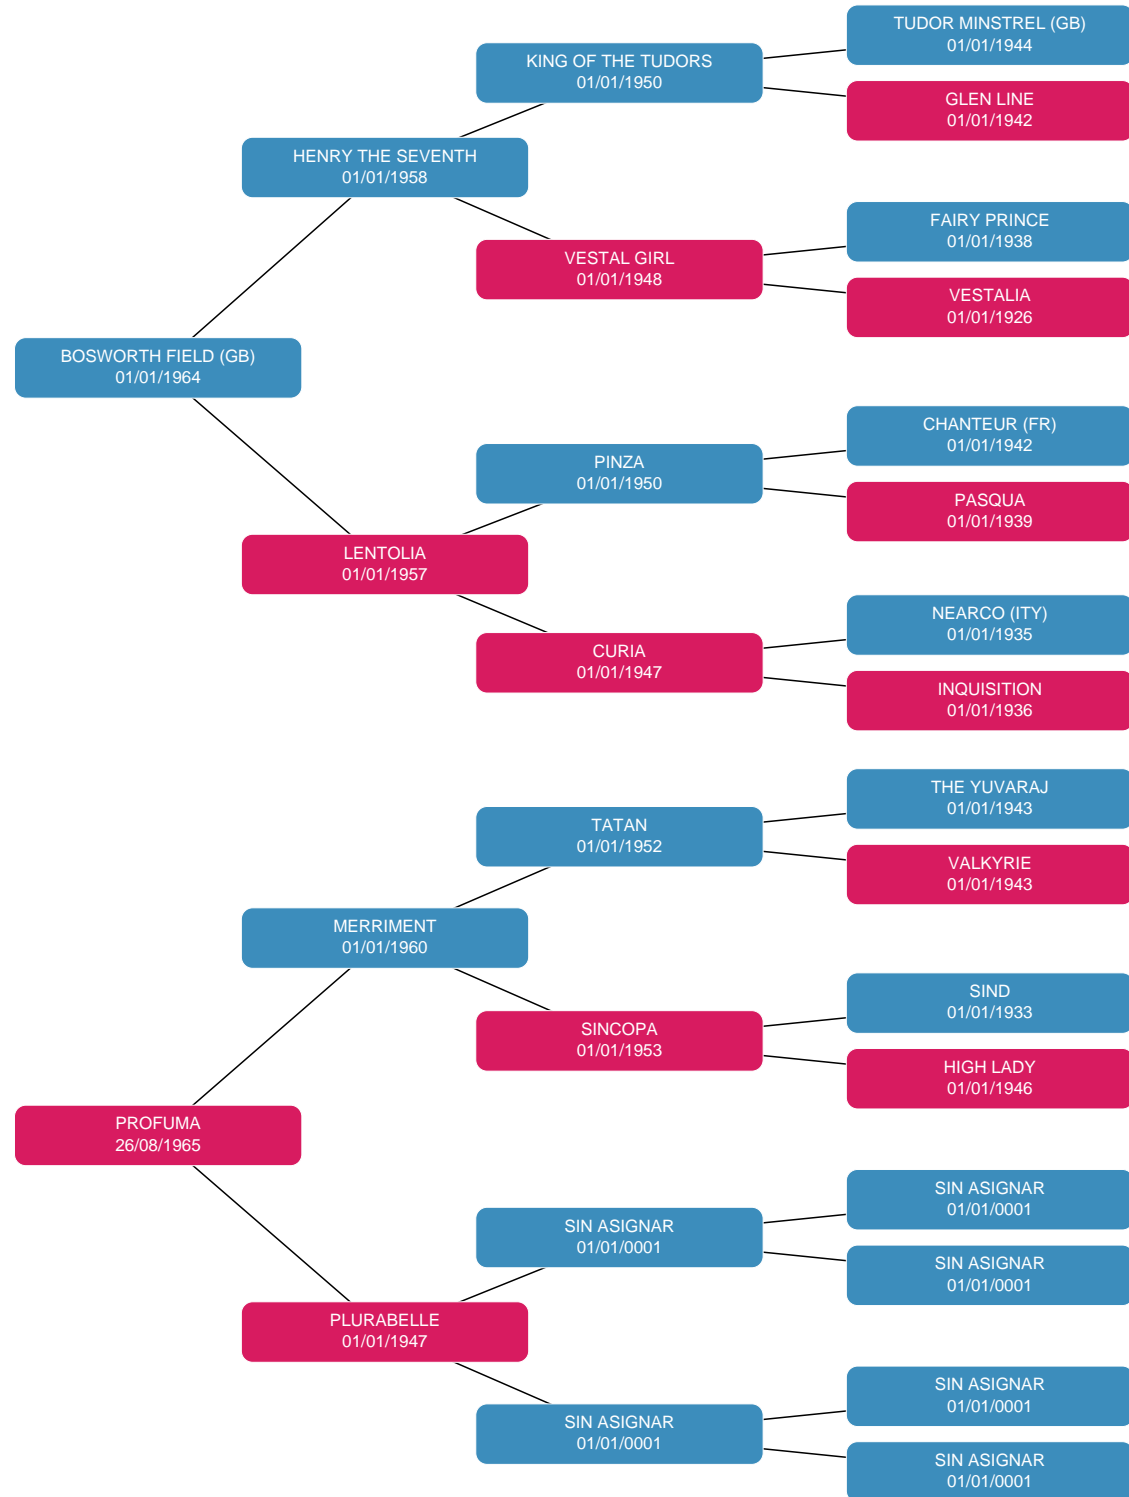 TUDOR MINSTREL (GB)
01/01/1944
KING OF THE TUDORS
01/01/1950
GLEN LINE
01/01/1942
HENRY THE SEVENTH
01/01/1958
FAIRY PRINCE
01/01/1938
VESTAL GIRL
01/01/1948
VESTALIA
01/01/1926
BOSWORTH FIELD (GB)
01/01/1964
CHANTEUR (FR)
01/01/1942
PINZA
01/01/1950
PASQUA
01/01/1939
LENTOLIA
01/01/1957
NEARCO (ITY)
01/01/1935
CURIA
01/01/1947
INQUISITION
01/01/1936
THE YUVARAJ
01/01/1943
TATAN
01/01/1952
VALKYRIE
01/01/1943
MERRIMENT
01/01/1960
SIND
01/01/1933
SINCOPA
01/01/1953
HIGH LADY
01/01/1946
PROFUMA
26/08/1965
SIN ASIGNAR
01/01/0001
SIN ASIGNAR
01/01/0001
SIN ASIGNAR
01/01/0001
PLURABELLE
01/01/1947
SIN ASIGNAR
01/01/0001
SIN ASIGNAR
01/01/0001
SIN ASIGNAR
01/01/0001